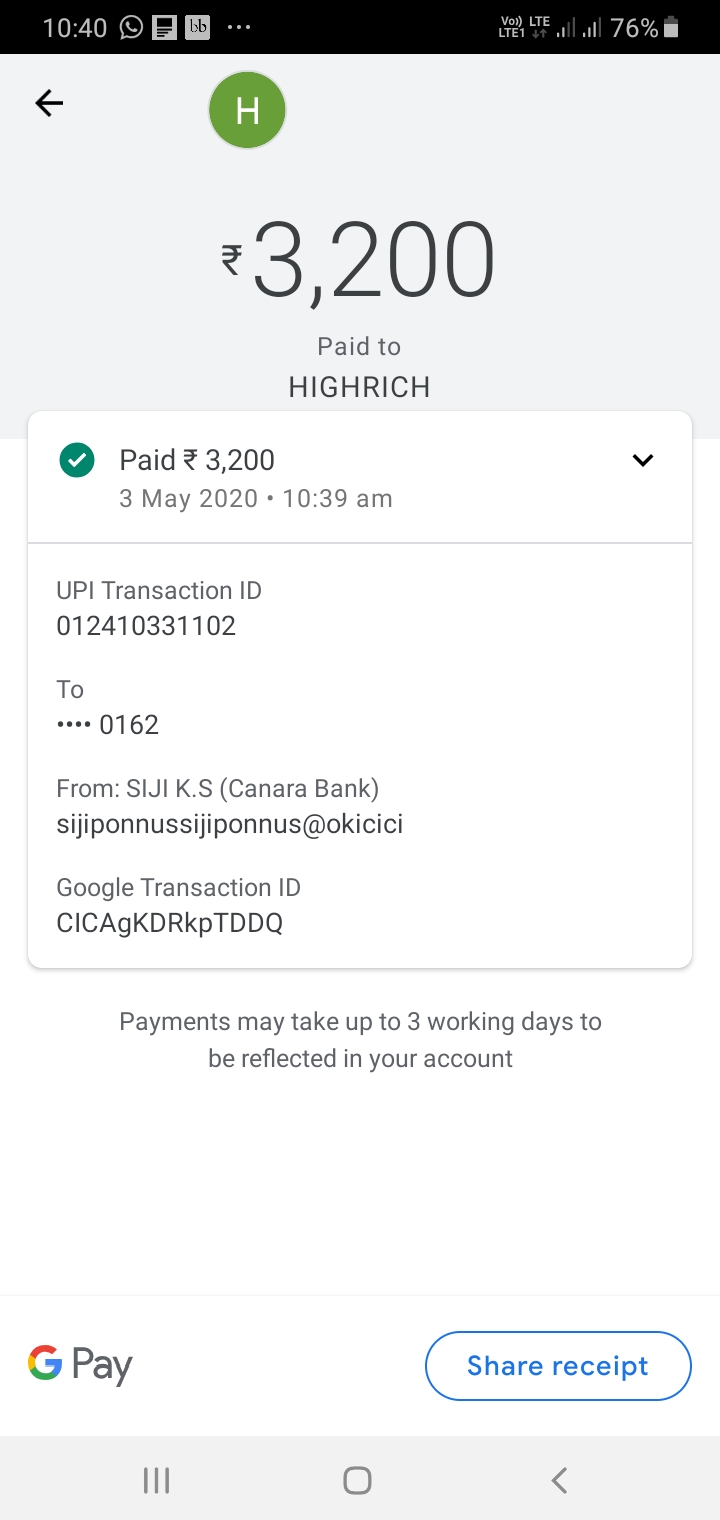 10:40 bb ... Vo)) LTE LTE1 76%
H
₹3,200
Paid to
HIGHRICH
Paid ₹ 3,200
3 May 2020 • 10:39 am
UPI Transaction ID
012410331102
To
•••• 0162
From: SIJI K.S (Canara Bank)
sijiponnussijiponnus@okicici
Google Transaction ID
CICAgKDRkpTDDQ
Payments may take up to 3 working days to
be reflected in your account
G Pay
Share receipt